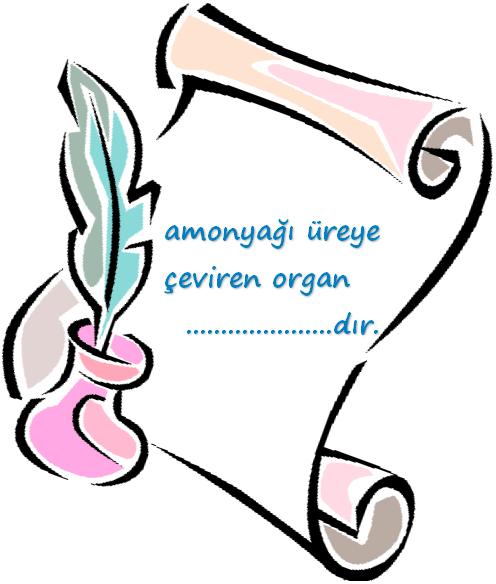 amonyağı üreye
çeviren organ
.....................dır.